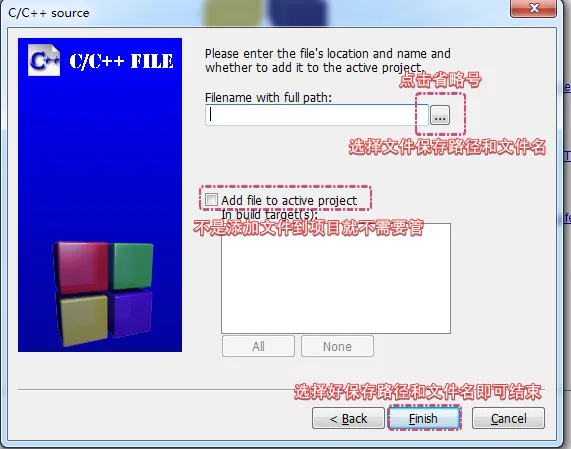 C/C++ source
C/C++ FILE
Please enter the file's location and name and
whether to add it to the active project.
点击省略号
Filename with full path:
...
选择文件保存路径和文件名
Add file to active project
In build target(s):
不是添加文件到项目就不需要管
All
None
选择好保存路径和文件名即可结束
< Back
Finish
Cancel